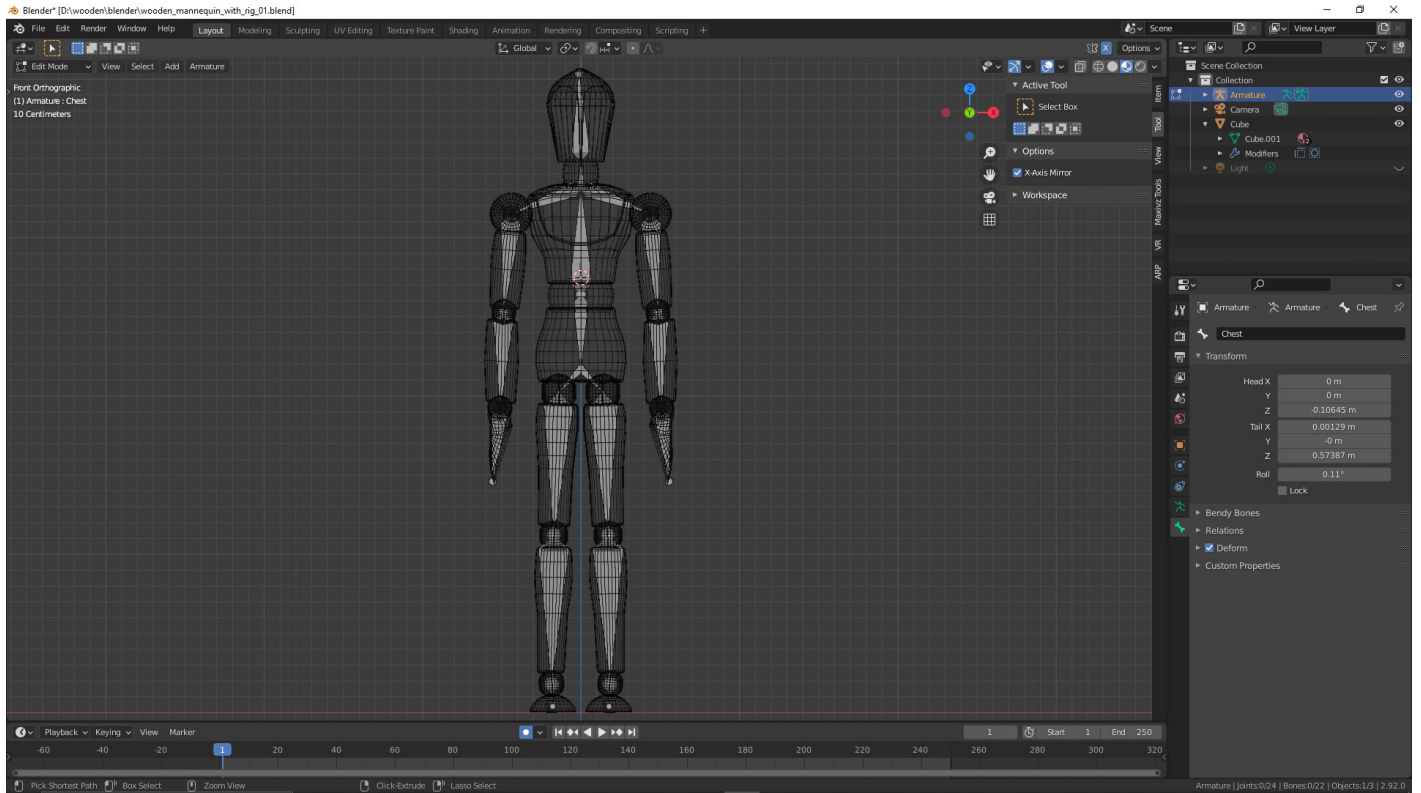 Blender* [D:\wooden\blender\wooden_mannequin_with_rig_01.blend]
File Edit Render Window Help Layout Modeling Sculpting UV Editing Texture Paint Shading Animation Rendering Compositing Scripting + Scene View Layer
Global Options
Edit Mode View Select Add Armature
Front Orthographic
(1) Armature : Chest
10 Centimeters
Z
Y
X
Active Tool
Select Box
Options
X-Axis Mirror
Workspace
Item
Tool
View
Maxivz Tools
VR
ARP
Scene Collection
Collection
Armature
Camera
Cube
Cube.001 2
Modifiers
Light
Armature Armature Chest
Chest
Transform
Head X 0 m
Y 0 m
Z -0.10645 m
Tail X 0.00129 m
Y -0 m
Z 0.57387 m
Roll 0.11°
Lock
Bendy Bones
Relations
Deform
Custom Properties
Playback Keying View Marker 1 Start 1 End 250
-60 -40 -20 1 20 40 60 80 100 120 140 160 180 200 220 240 260 280 300 320
Pick Shortest Path Box Select Zoom View Click-Extrude Lasso Select Armature | Joints:0/24 | Bones:0/22 | Objects:1/3 | 2.92.0